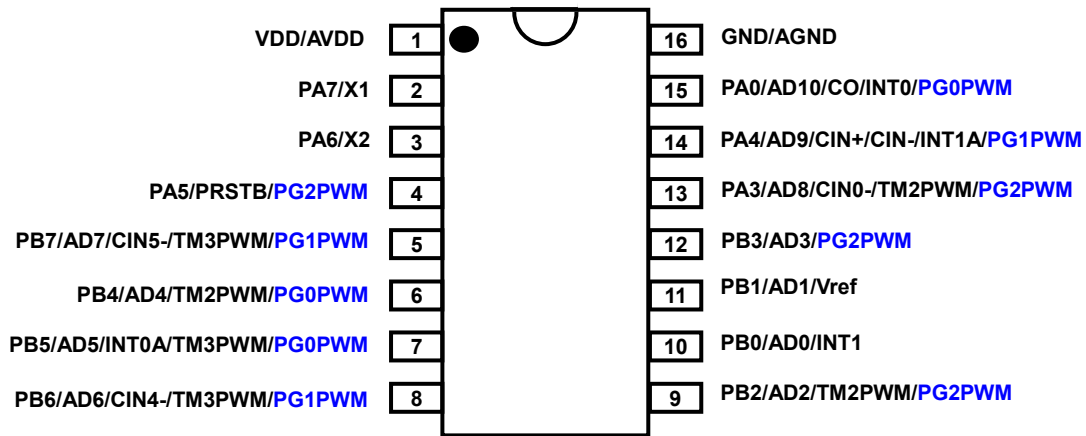 VDD/AVDD 1 16 GND/AGND
PA7/X1 2 15 PA0/AD10/CO/INT0/PG0PWM
PA6/X2 3 14 PA4/AD9/CIN+/CIN-/INT1A/PG1PWM
PA5/PRSTB/PG2PWM 4 13 PA3/AD8/CIN0-/TM2PWM/PG2PWM
PB7/AD7/CIN5-/TM3PWM/PG1PWM 5 12 PB3/AD3/PG2PWM
PB4/AD4/TM2PWM/PG0PWM 6 11 PB1/AD1/Vref
PB5/AD5/INT0A/TM3PWM/PG0PWM 7 10 PB0/AD0/INT1
PB6/AD6/CIN4-/TM3PWM/PG1PWM 8 9 PB2/AD2/TM2PWM/PG2PWM